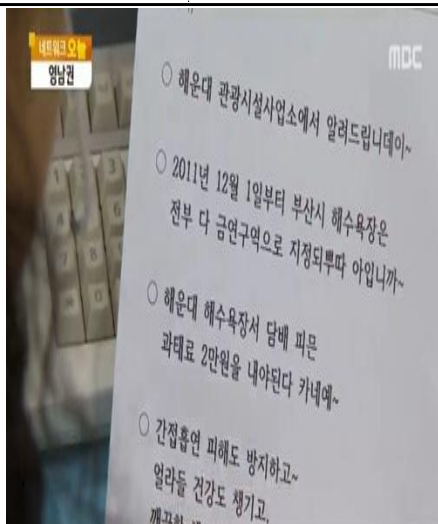 네트워크 오늘
영남권
MBC
○ 해운대 관광시설사업소에서 알려드립니데이~
○ 2011년 12월 1일부터 부산시 해수욕장은
전부 다 금연구역으로 지정되뿌따 아입니까~
○ 해운대 해수욕장서 담배 피믄
과태료 2만원을 내야된다 카네예~
○ 간접흡연 피해도 방지하고~
얼라들 건강도 챙기고,